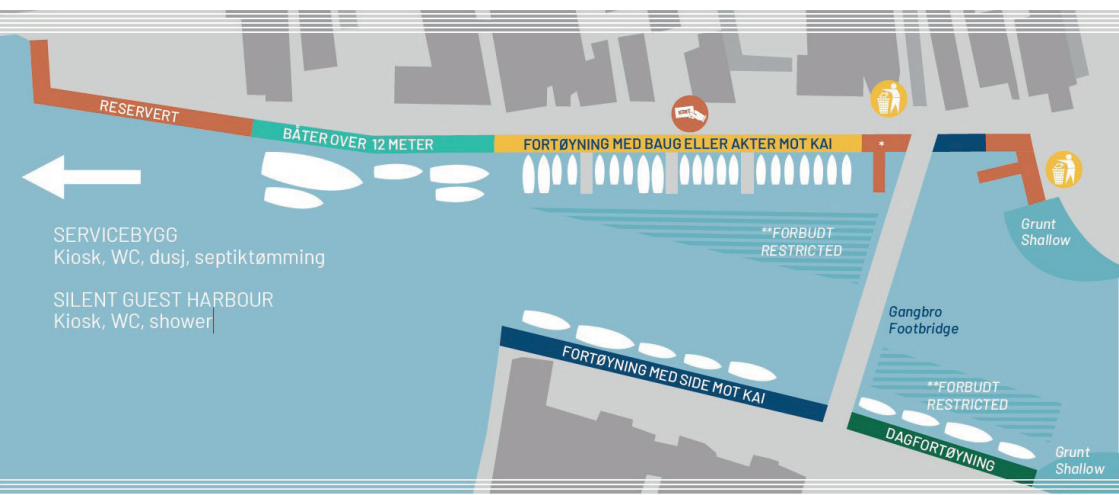 RESERVERT
BÅTER OVER 12 METER
FORTØYNING MED BAUG ELLER AKTER MOT KAI
*
SERVICEBYGG
Kiosk, WC, dusj, septiktømming
SILENT GUEST HARBOUR
Kiosk, WC, shower
**FORBUDT
RESTRICTED
Grunt
Shallow
Gangbro
Footbridge
FORTØYNING MED SIDE MOT KAI
**FORBUDT
RESTRICTED
DAGFORTØYNING
Grunt
Shallow